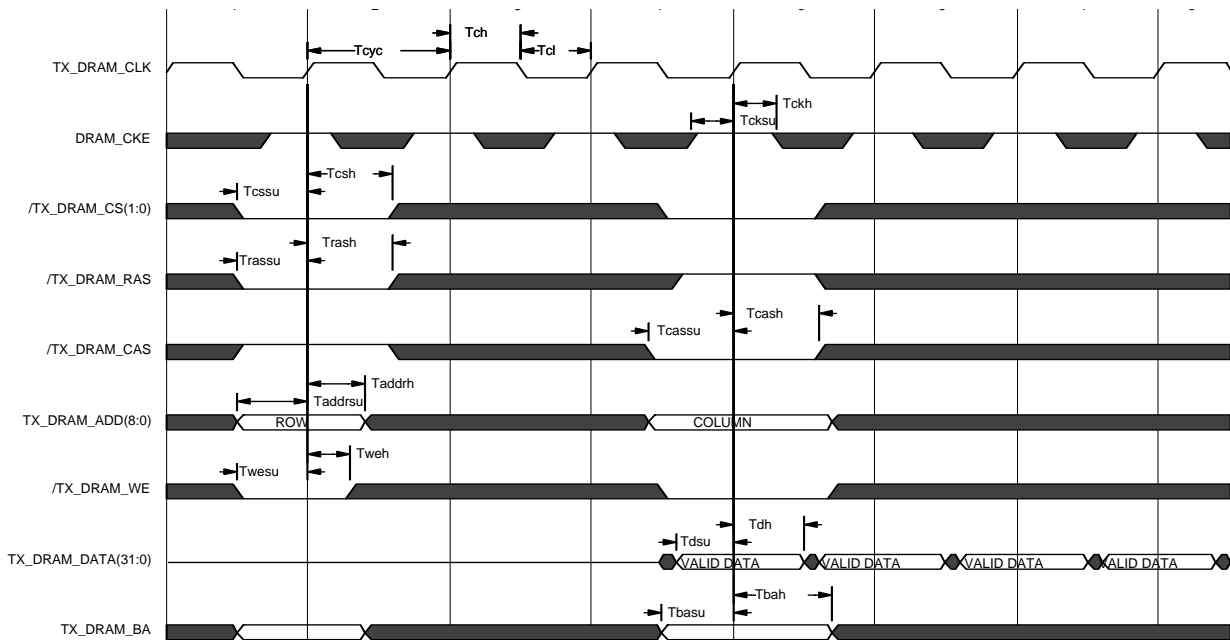 Tch
Tcyc
Tcl
TX_DRAM_CLK
Tckh
Tcksu
DRAM_CKE
Tcsh
Tcssu
/TX_DRAM_CS(1:0)
Trash
Trassu
/TX_DRAM_RAS
Tcash
Tcassu
/TX_DRAM_CAS
Taddrh
Taddrsu
TX_DRAM_ADD(8:0)
ROW
COLUMN
Tweh
Twesu
/TX_DRAM_WE
Tdh
Tdsu
TX_DRAM_DATA(31:0)
VALID DATA
VALID DATA
VALID DATA
VALID DATA
Tbah
Tbasu
TX_DRAM_BA